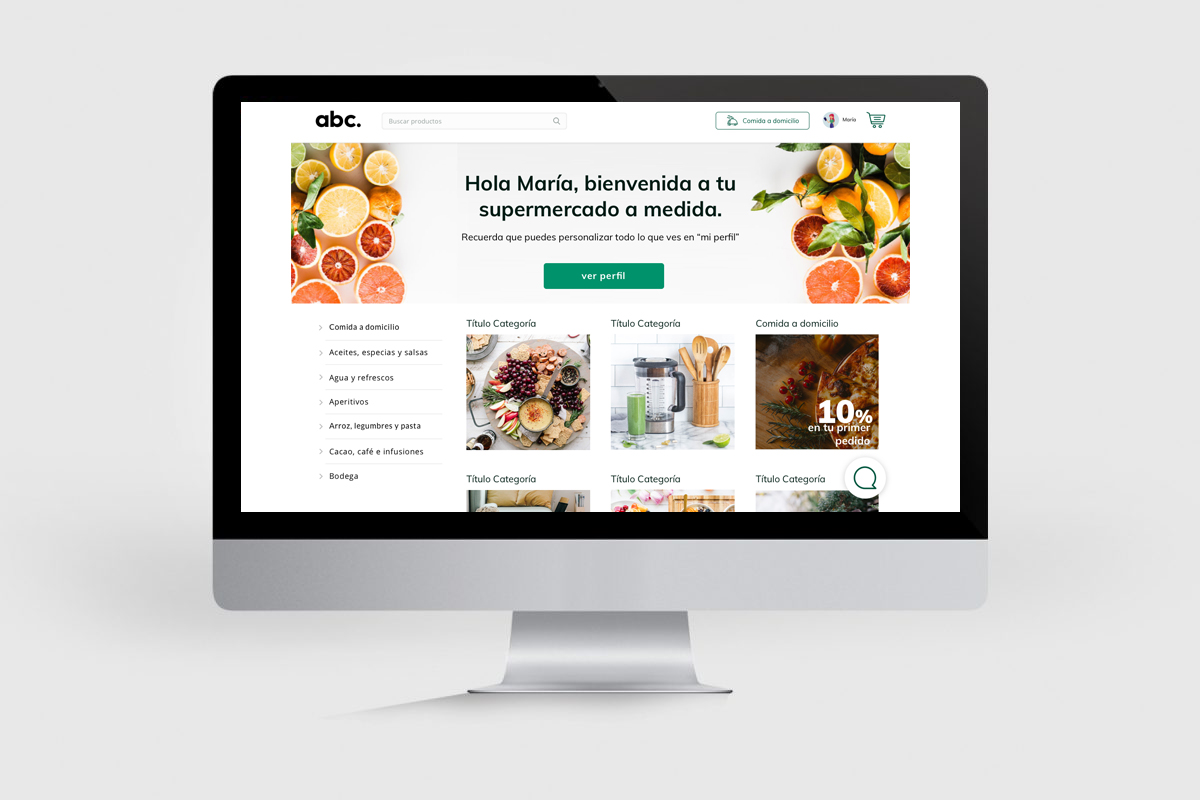 abc.
Buscar productos
Comida a domicilio
María
Hola María, bienvenida a tu
supermercado a medida.
Recuerda que puedes personalizar todo lo que ves en “mi perfil”
ver perfil
Comida a domicilio
Aceites, especias y salsas
Agua y refrescos
Aperitivos
Arroz, legumbres y pasta
Cacao, café e infusiones
Bodega
Título Categoría
Título Categoría
Comida a domicilio
10%
en tu primer
pedido
Título Categoría
Título Categoría
Título Categoría